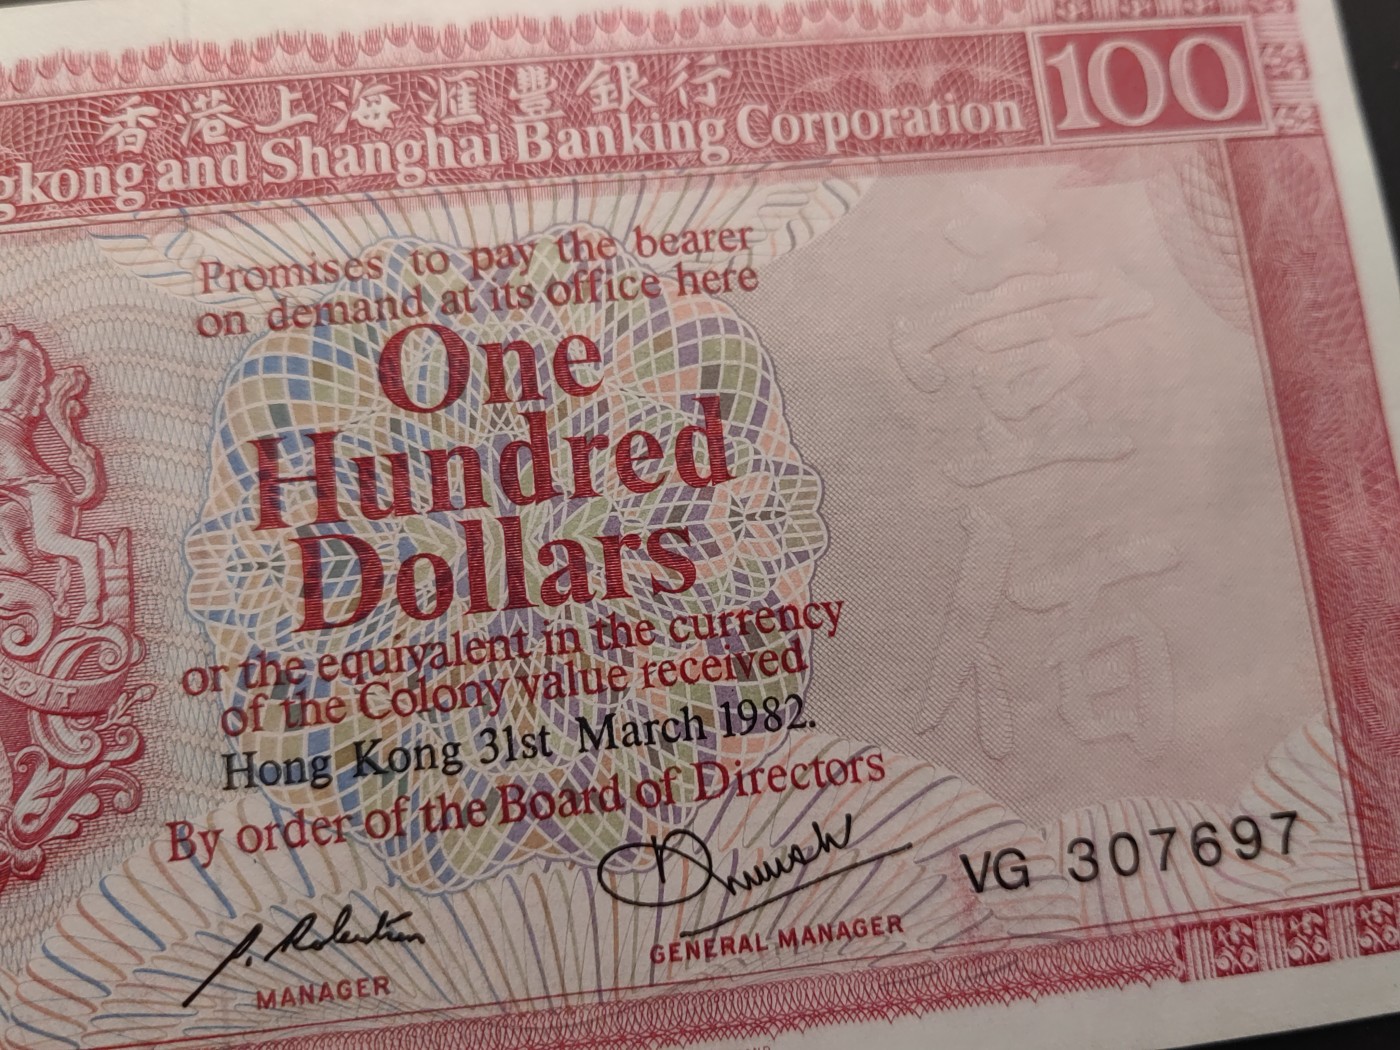 香港上海滙豐銀行
gkong and Shanghai Banking Corporation
100
Promises to pay the bearer
on demand at its office here
One
Hundred
Dollars
or the equivalent in the currency
of the Colony value received
Hong Kong 31st March 1982.
By order of the Board of Directors
MANAGER
GENERAL MANAGER
VG 307697
壹
佰